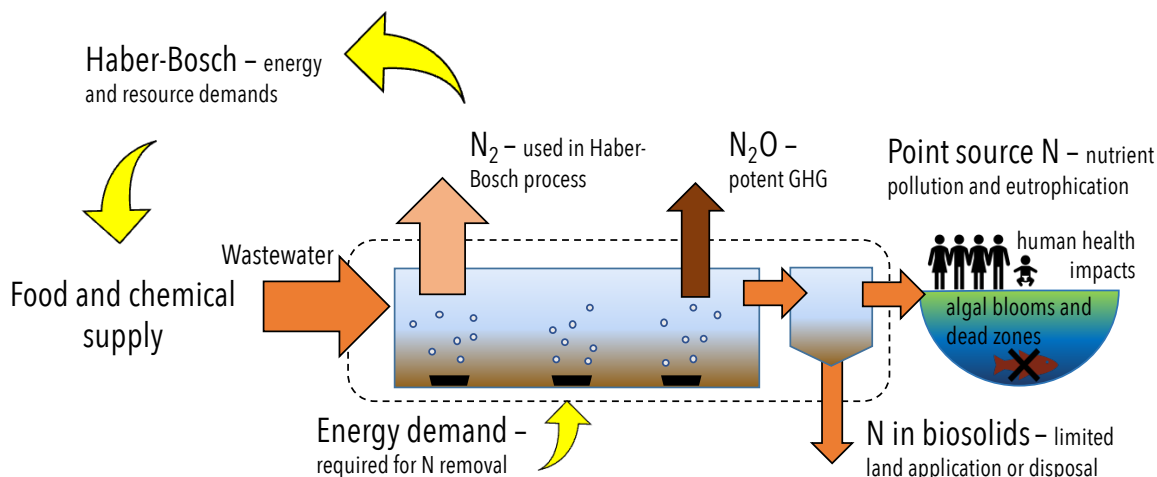 Haber-Bosch – energy
and resource demands
N₂ – used in Haber-
Bosch process
N₂O –
potent GHG
Point source N – nutrient
pollution and eutrophication
Wastewater
human health
impacts
Food and chemical
supply
algal blooms and
dead zones
Energy demand –
required for N removal
N in biosolids – limited
land application or disposal